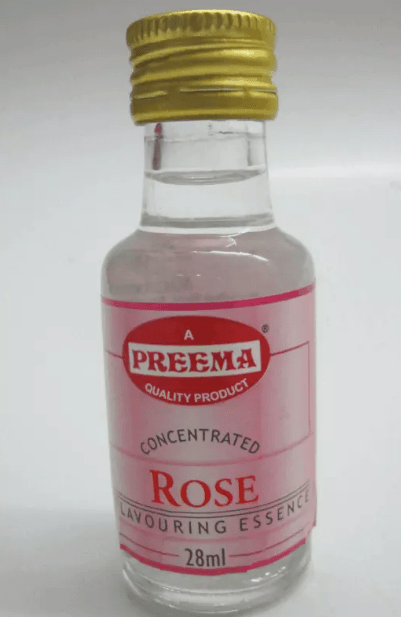 A
PREEMA
®
QUALITY PRODUCT
CONCENTRATED
ROSE
LAVOURING ESSENCE
28ml